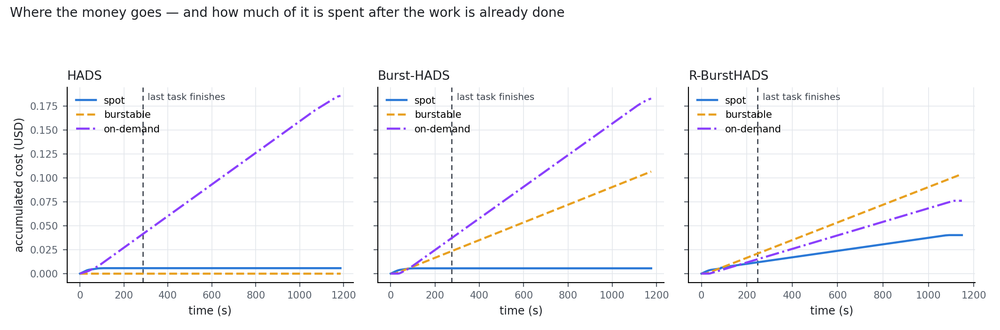 Where the money goes — and how much of it is spent after the work is already done
HADS
last task finishes
spot
burstable
on-demand
accumulated cost (USD)
0.175
0.150
0.125
0.100
0.075
0.050
0.025
0.000
0 200 400 600 800 1000 1200
time (s)
Burst-HADS
last task finishes
spot
burstable
on-demand
0 200 400 600 800 1000 1200
time (s)
R-BurstHADS
last task finishes
spot
burstable
on-demand
0 200 400 600 800 1000 1200
time (s)